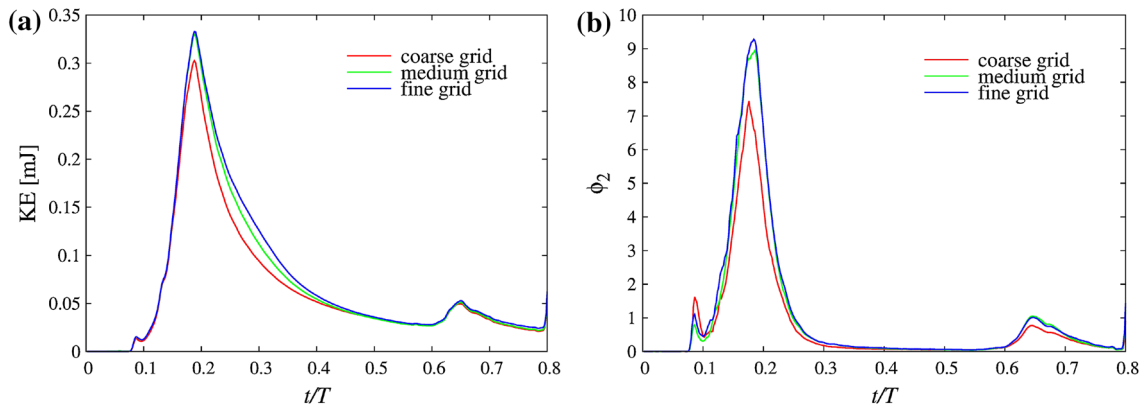 (a)
0.35
0.3
0.25
0.2
0.15
0.1
0.05
0
KE [mJ]
coarse grid
medium grid
fine grid
0 0.1 0.2 0.3 0.4 0.5 0.6 0.7 0.8
t/T
(b)
10
9
8
7
6
5
4
3
2
1
0
ϕ2
coarse grid
medium grid
fine grid
0 0.1 0.2 0.3 0.4 0.5 0.6 0.7 0.8
t/T